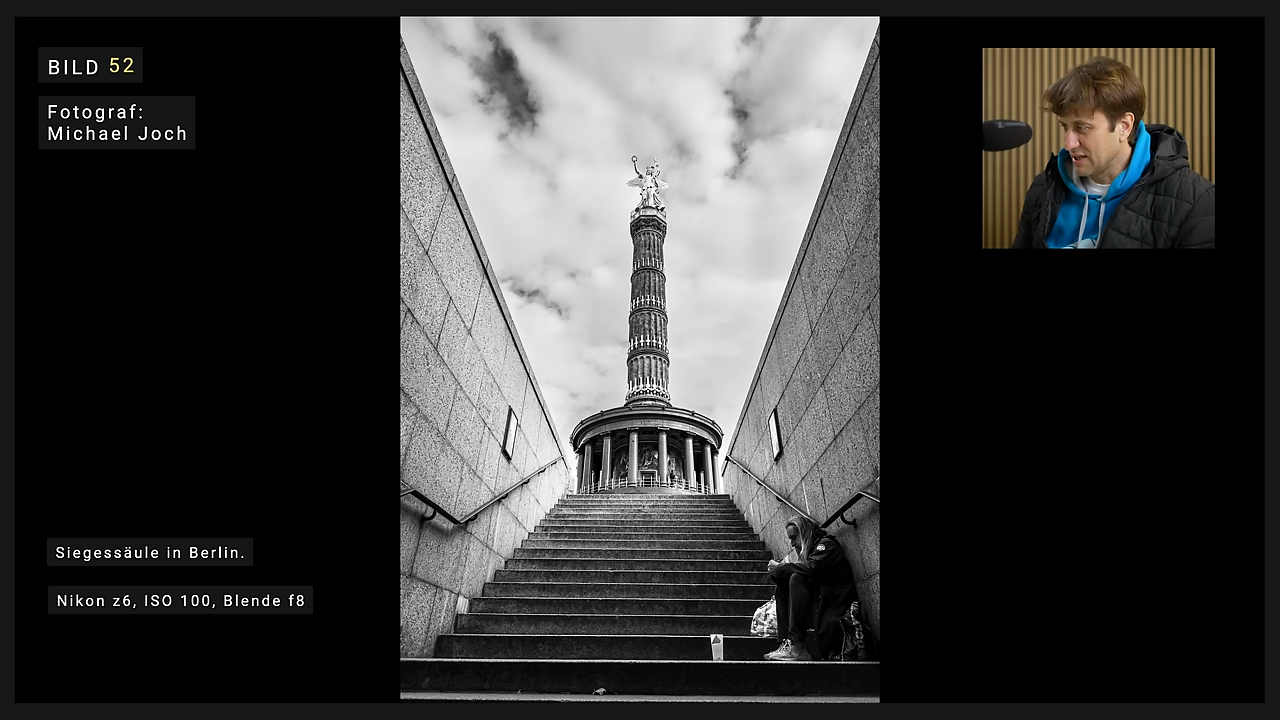 BILD 52
Fotograf:
Michael Joch
Siegessäule in Berlin.
Nikon z6, ISO 100, Blende f8